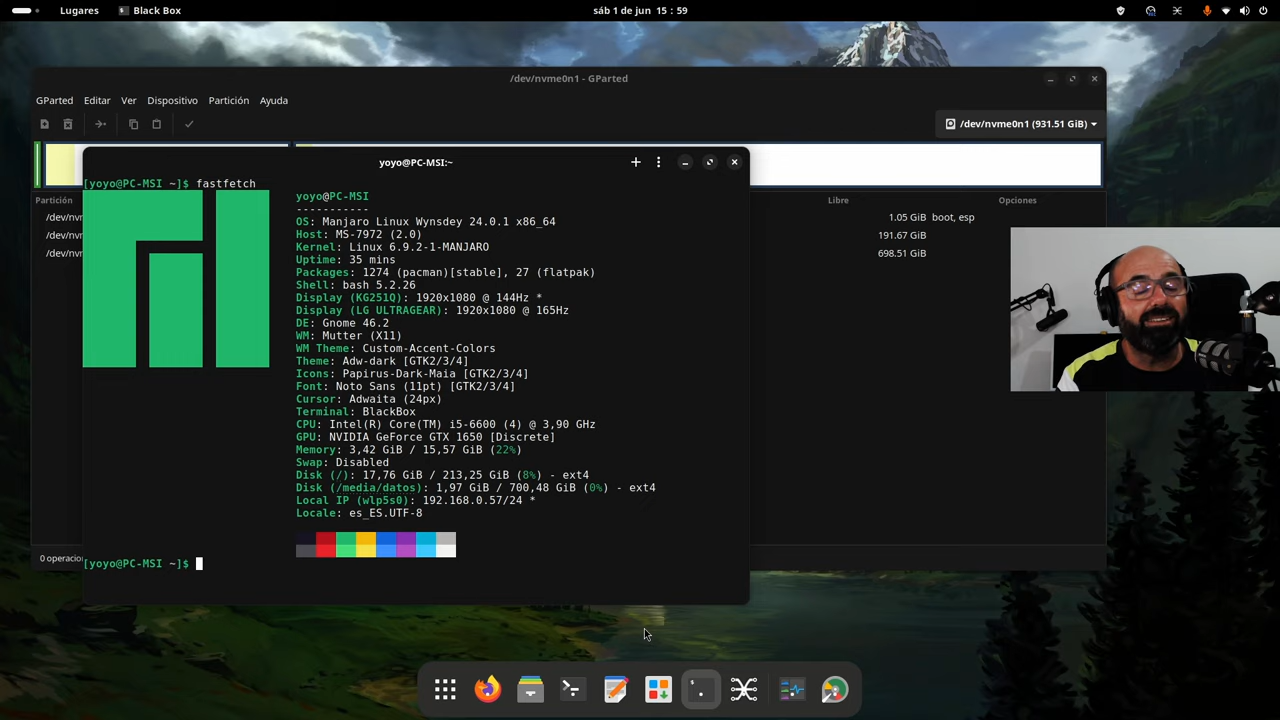 Lugares
Black Box
sáb 1 de jun 15 : 59
/dev/nvme0n1 - GParted
GParted Editar Ver Dispositivo Partición Ayuda
/dev/nvme0n1 (931.51 GiB)
yoyo@PC-MSI:~
Partición
Libre
Opciones
/dev/nv
1.05 GiB boot, esp
/dev/nv
191.67 GiB
/dev/nv
698.51 GiB
[yoyo@PC-MSI ~]$ fastfetch
yoyo@PC-MSI
-----------
OS: Manjaro Linux Wynsdey 24.0.1 x86_64
Host: MS-7972 (2.0)
Kernel: Linux 6.9.2-1-MANJARO
Uptime: 35 mins
Packages: 1274 (pacman)[stable], 27 (flatpak)
Shell: bash 5.2.26
Display (KG251Q): 1920x1080 @ 144Hz *
Display (LG ULTRAGEAR): 1920x1080 @ 165Hz
DE: Gnome 46.2
WM: Mutter (X11)
WM Theme: Custom-Accent-Colors
Theme: Adw-dark [GTK2/3/4]
Icons: Papirus-Dark-Maia [GTK2/3/4]
Font: Noto Sans (11pt) [GTK2/3/4]
Cursor: Adwaita (24px)
Terminal: BlackBox
CPU: Intel(R) Core(TM) i5-6600 (4) @ 3,90 GHz
GPU: NVIDIA GeForce GTX 1650 [Discrete]
Memory: 3,42 GiB / 15,57 GiB (22%)
Swap: Disabled
Disk (/): 17,76 GiB / 213,25 GiB (8%) - ext4
Disk (/media/datos): 1,97 GiB / 700,48 GiB (0%) - ext4
Local IP (wlp5s0): 192.168.0.57/24 *
Locale: es_ES.UTF-8
[yoyo@PC-MSI ~]$
0 operacio